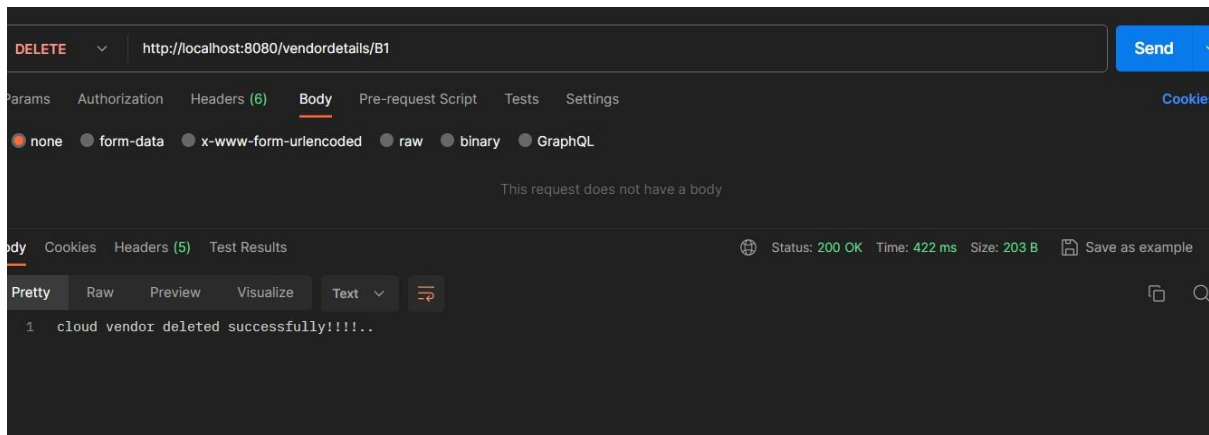 DELETE http://localhost:8080/vendordetails/B1 Send
Params Authorization Headers (6) Body Pre-request Script Tests Settings Cookie
none form-data x-www-form-urlencoded raw binary GraphQL
This request does not have a body
ody Cookies Headers (5) Test Results Status: 200 OK Time: 422 ms Size: 203 B Save as example
Pretty Raw Preview Visualize Text
1 cloud vendor deleted successfully!!!!..